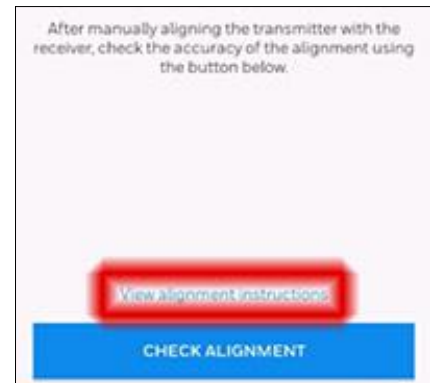 After manually aligning the transmitter with the
receiver, check the accuracy of the alignment using
the button below.
View alignment instructions
CHECK ALIGNMENT